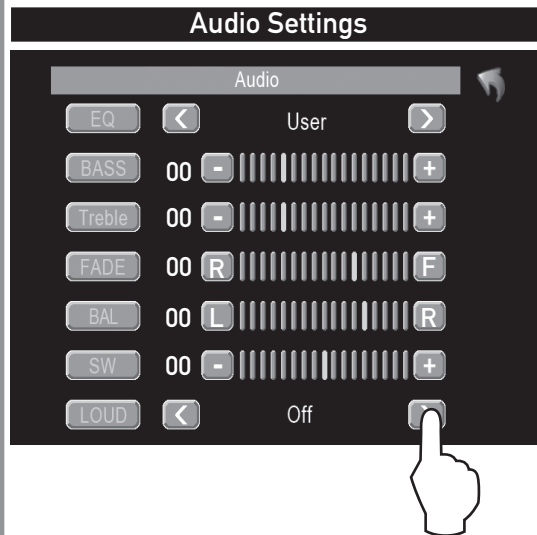 Audio Settings
Audio
EQ < User >
BASS 00 - +
Treble 00 - +
FADE 00 R F
BAL 00 L R
SW 00 - +
LOUD < Off >